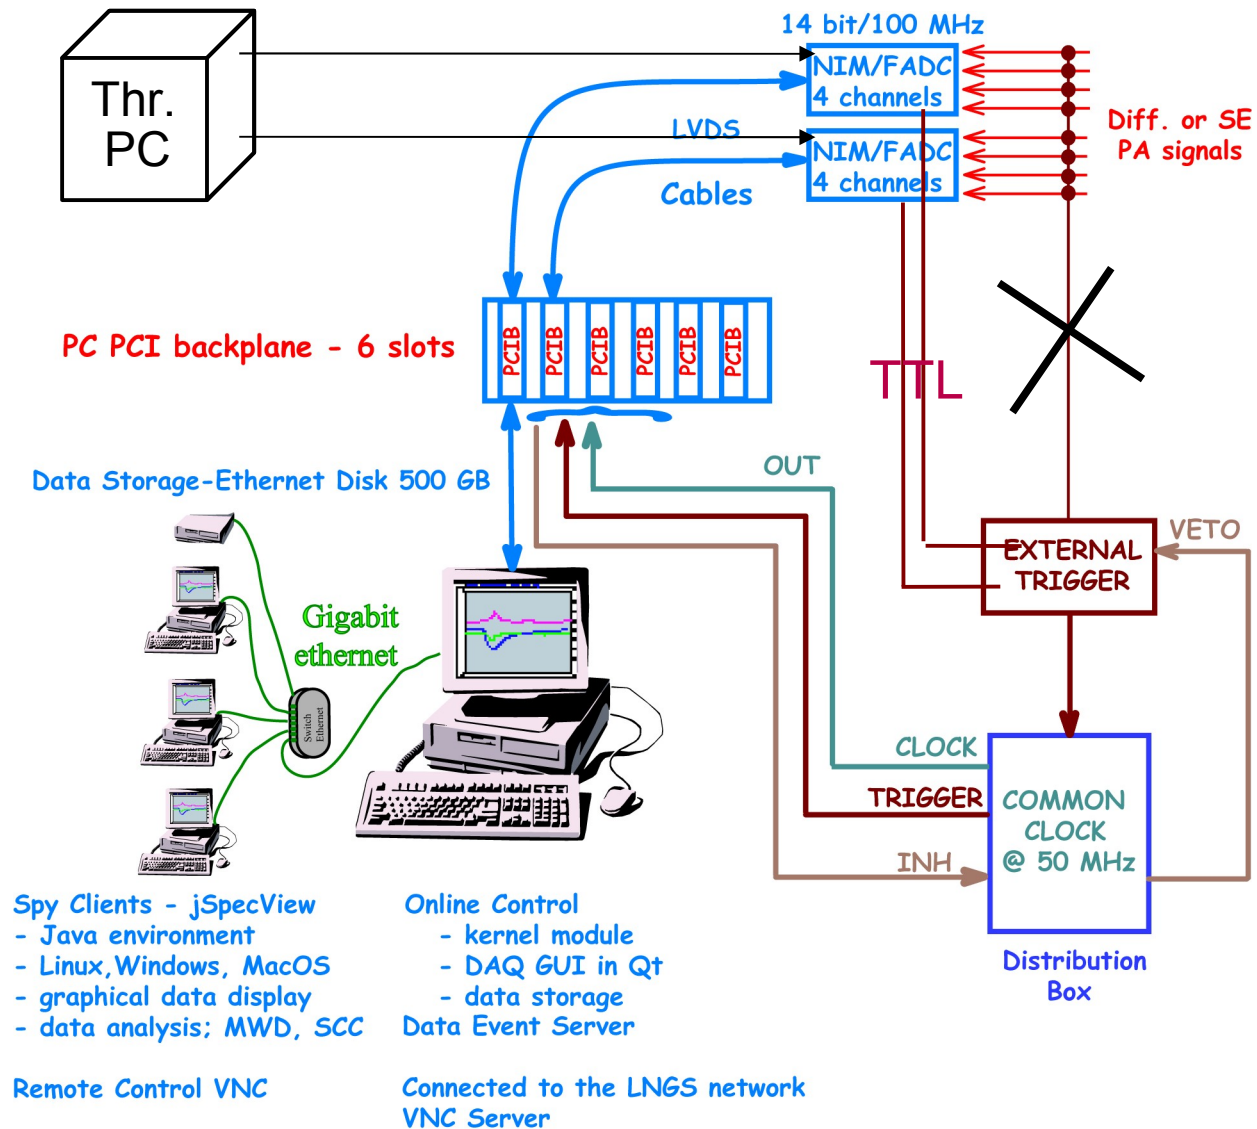 14 bit/100 MHz
Thr.
PC
NIM/FADC
4 channels
LVDS
NIM/FADC
4 channels
Diff. or SE
PA signals
Cables
PC PCI backplane - 6 slots
PCIB
PCIB
PCIB
PCIB
PCIB
PCIB
TTL
Data Storage-Ethernet Disk 500 GB
OUT
VETO
EXTERNAL
TRIGGER
Gigabit
ethernet
Switch
Ethernet
CLOCK
TRIGGER
INH
COMMON
CLOCK
@ 50 MHz
Distribution
Box
Spy Clients - jSpecView
- Java environment
- Linux,Windows, MacOS
- graphical data display
- data analysis; MWD, SCC
Remote Control VNC
Online Control
- kernel module
- DAQ GUI in Qt
- data storage
Data Event Server
Connected to the LNGS network
VNC Server